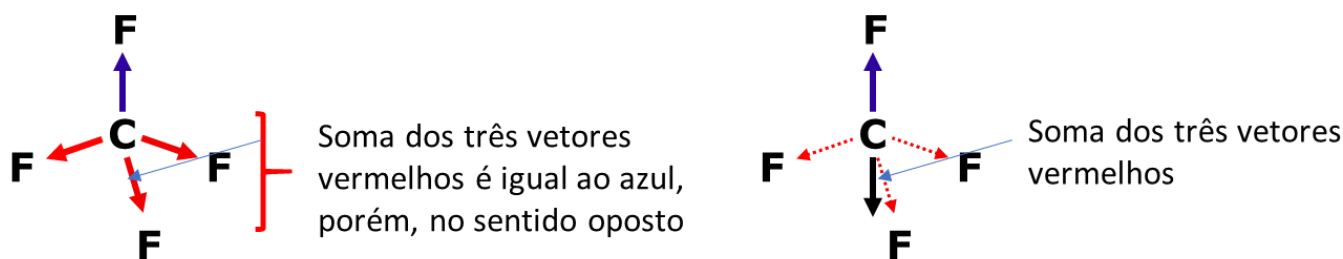 F
C
F
F
F
Soma dos três vetores
vermelhos é igual ao azul,
porém, no sentido oposto
F
C
F
F
F
Soma dos três vetores
vermelhos